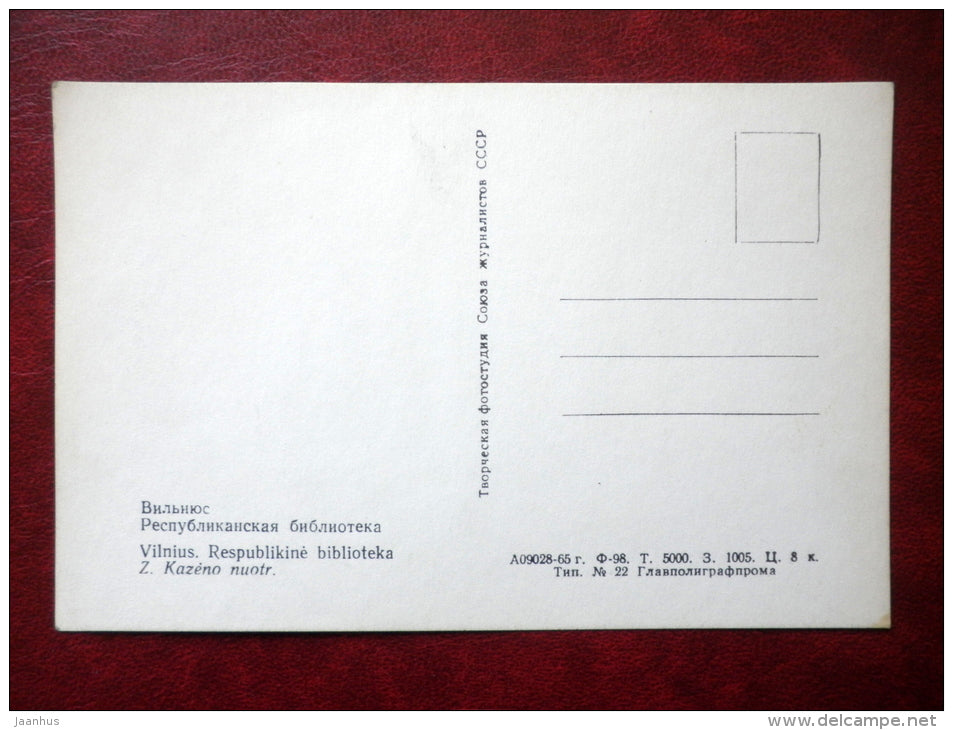 Вильнюс
Республиканская библиотека
Vilnius. Respublikinė biblioteka
Z. Kazėno nuotr.
Творческая фотостудия Союза журналистов СССР
А09028-65 г. Ф-98. Т. 5000. З. 1005. Ц. 8 к.
Тип. № 22 Главполиграфпрома
jaanhus
www.delcampe.net